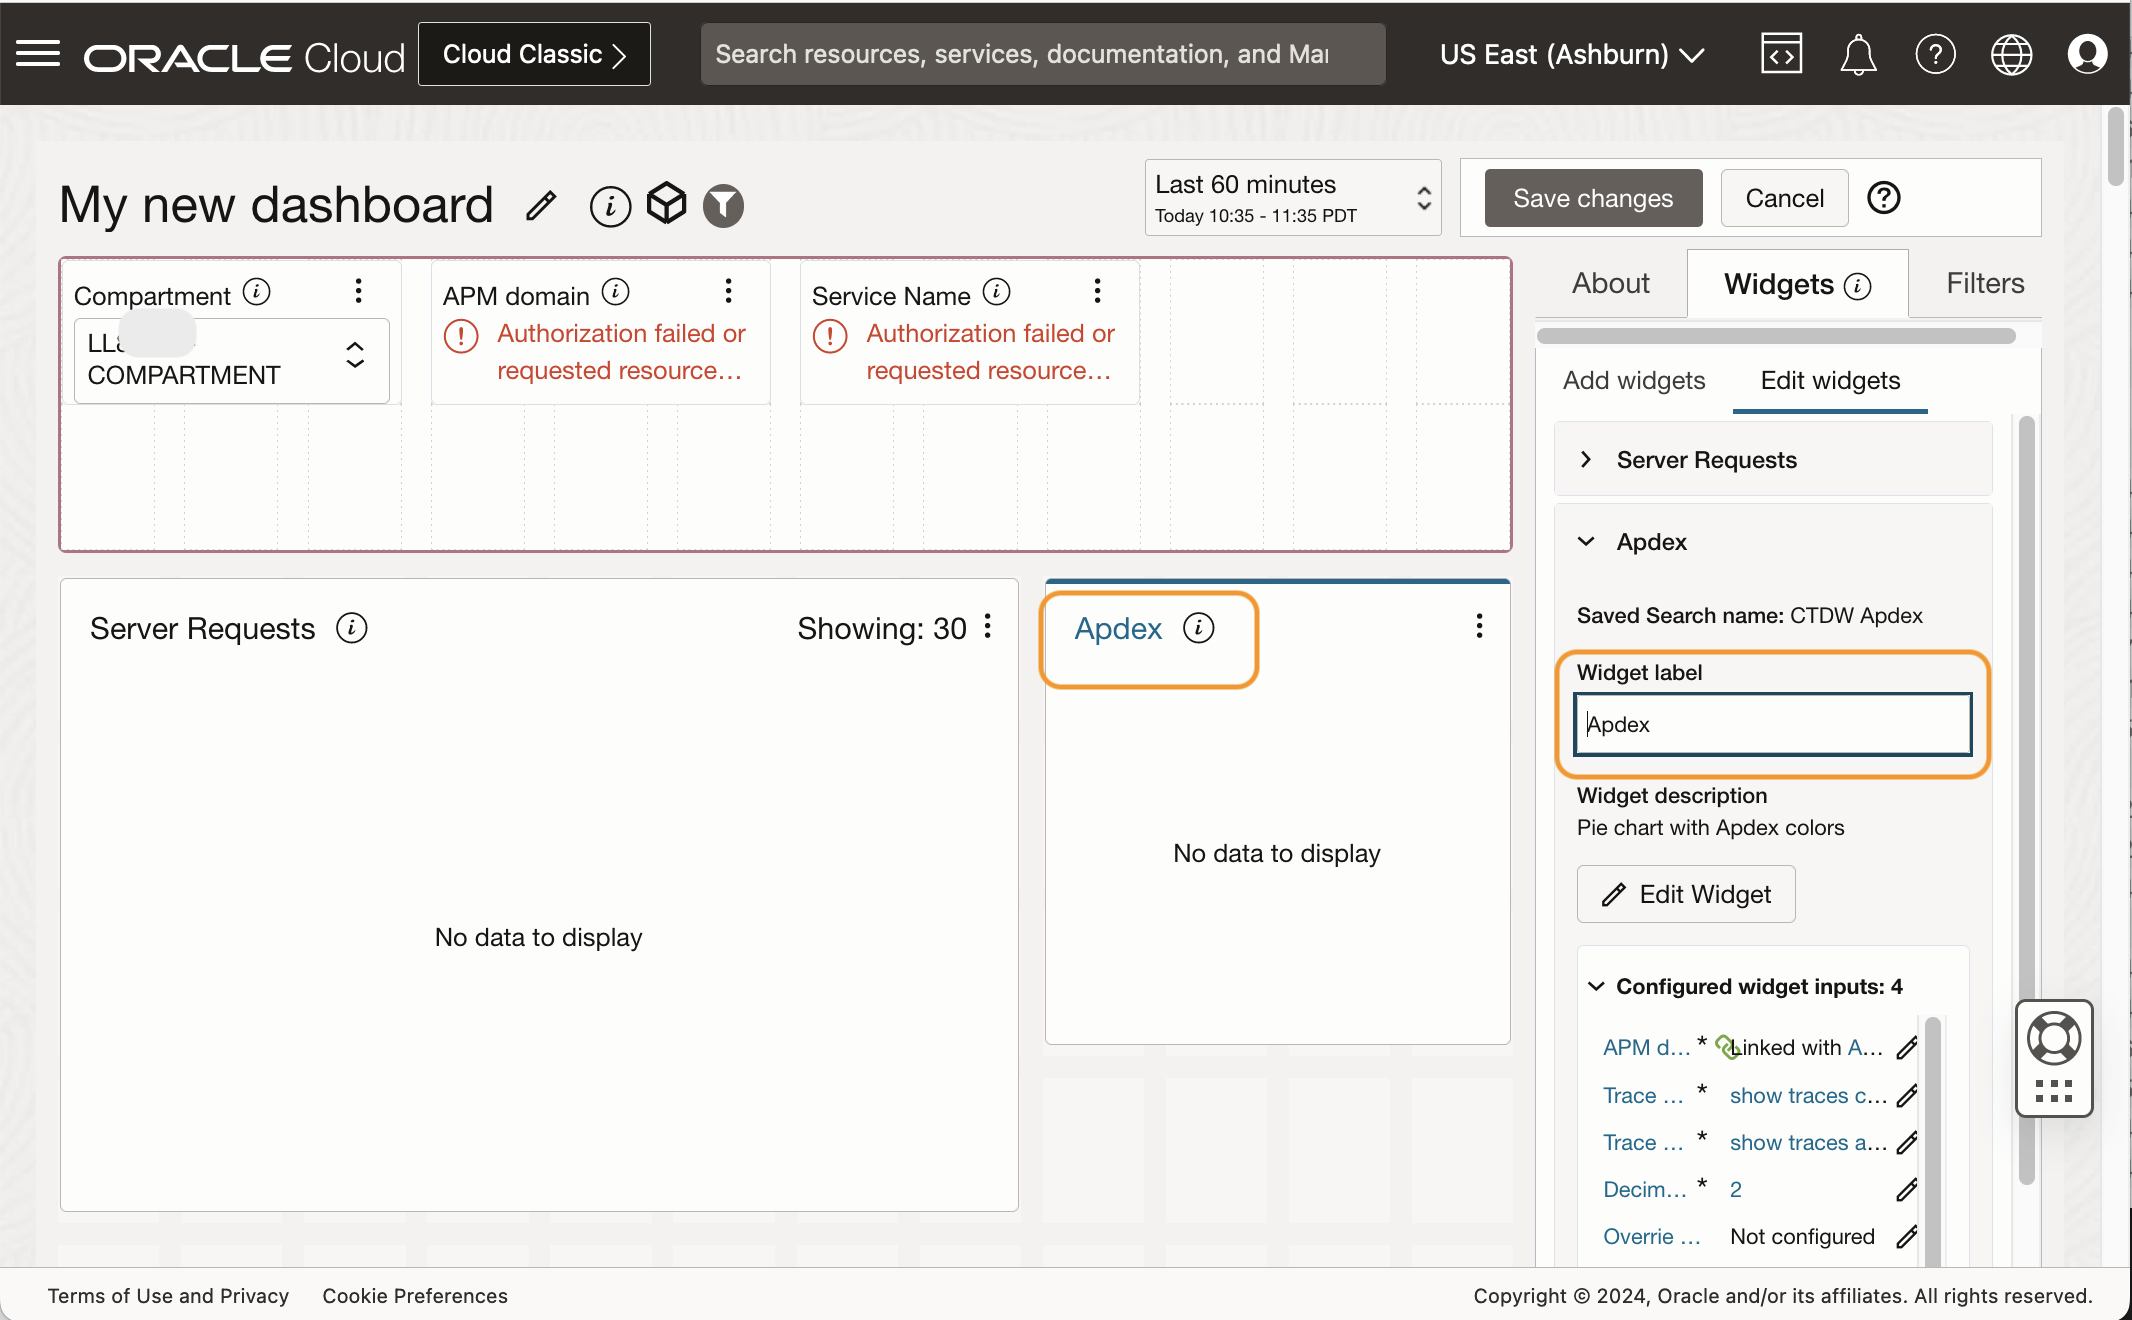 ORACLE Cloud
Cloud Classic
Search resources, services, documentation, and Mar
US East (Ashburn)
My new dashboard
Last 60 minutes
Today 10:35 - 11:35 PDT
Save changes
Cancel
Compartment
LL
COMPARTMENT
APM domain
Authorization failed or
requested resource...
Service Name
Authorization failed or
requested resource...
About
Widgets
Filters
Add widgets
Edit widgets
Server Requests
Apdex
Saved Search name: CTDW Apdex
Widget label
Apdex
Widget description
Pie chart with Apdex colors
Edit Widget
Configured widget inputs: 4
APM d... * Linked with A...
Trace ... * show traces c...
Trace ... * show traces a...
Decim... * 2
Overrie ... Not configured
Server Requests
Showing: 30
No data to display
Apdex
No data to display
Terms of Use and Privacy
Cookie Preferences
Copyright © 2024, Oracle and/or its affiliates. All rights reserved.